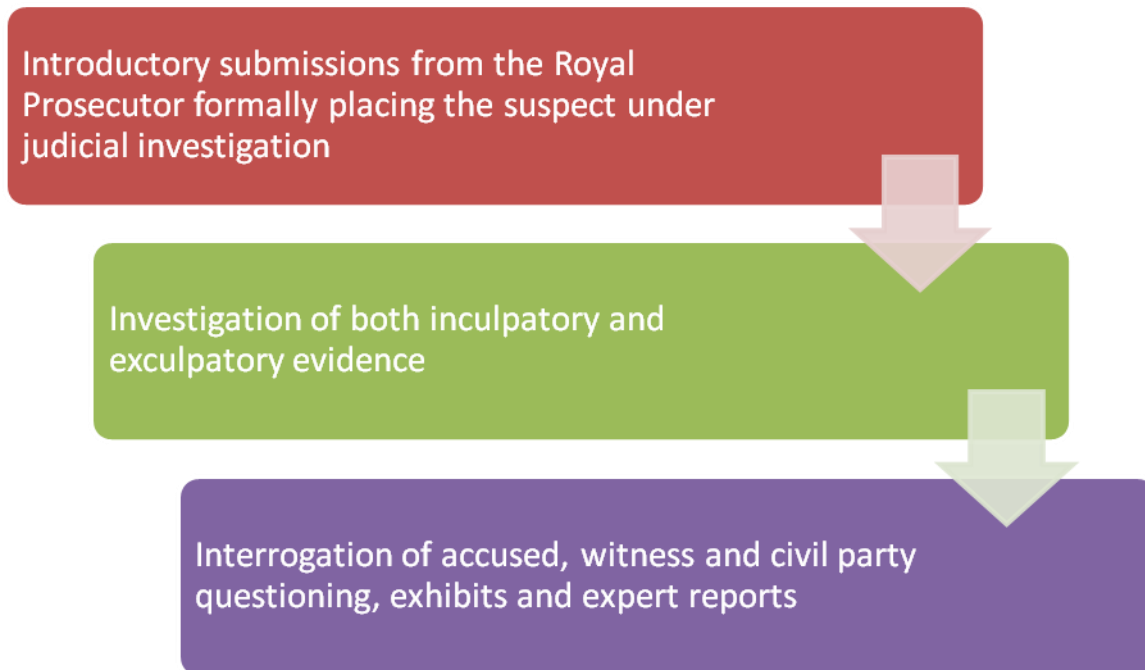 Introductory submissions from the Royal
Prosecutor formally placing the suspect under
judicial investigation
Investigation of both inculpatory and
exculpatory evidence
Interrogation of accused, witness and civil party
questioning, exhibits and expert reports